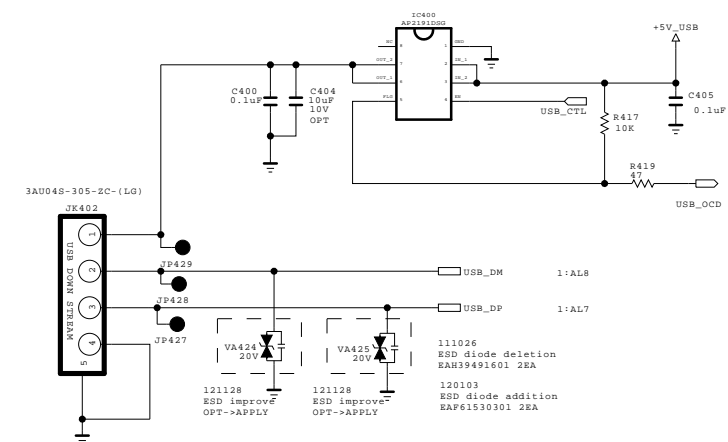 IC400
AP2191DSG
+5V_USB
NC
8
1
GND
OUT_2
7
2
IN_1
OUT_1
6
3
IN_2
FLG
5
4
EN
C400
0.1uF
C404
10uF
10V
OPT
USB_CTL
R417
10K
C405
0.1uF
R419
47
USB_OCD
3AU04S-305-ZC-(LG)
JK402
USB DOWN STREAM
1
2
3
4
5
JP429
JP428
JP427
USB_DM
1:AL8
USB_DP
1:AL7
VA424
20V
VA425
20V
121128
ESD improve
OPT->APPLY
121128
ESD improve
OPT->APPLY
111026
ESD diode deletion
EAH39491601 2EA
120103
ESD diode addition
EAF61530301 2EA